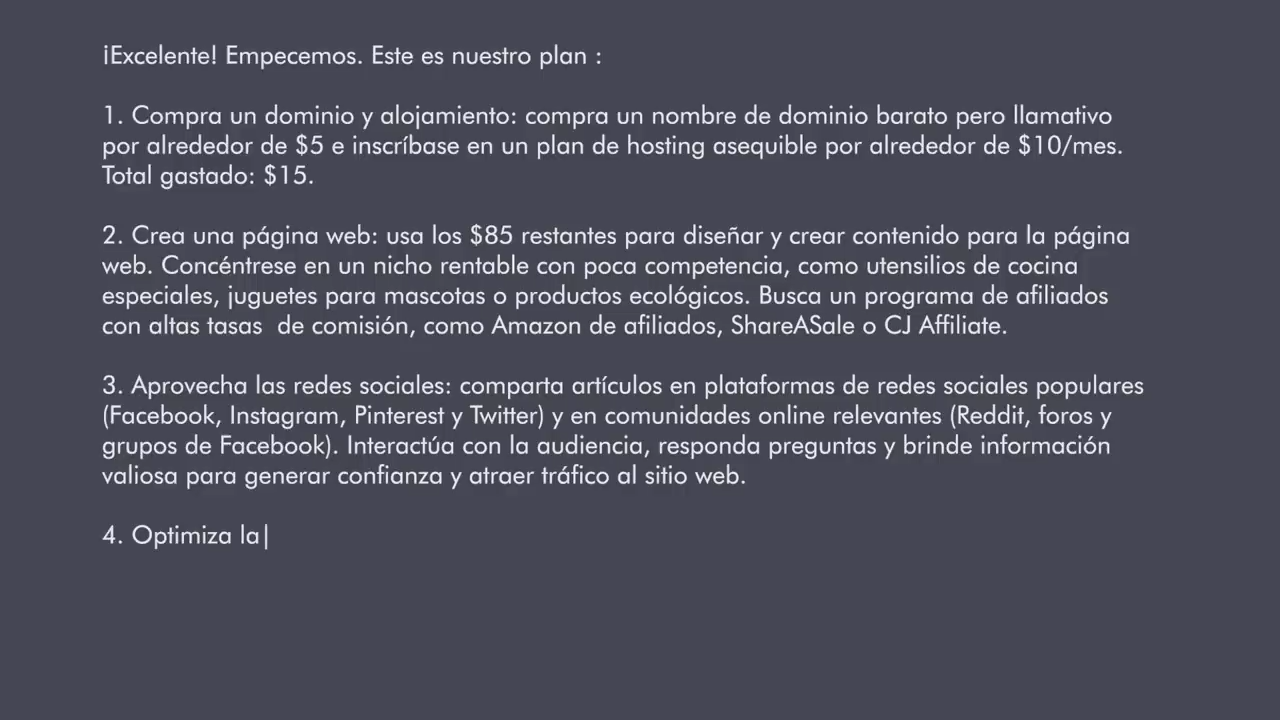 ¡Excelente! Empecemos. Este es nuestro plan :
1. Compra un dominio y alojamiento: compra un nombre de dominio barato pero llamativo
por alrededor de $5 e inscríbase en un plan de hosting asequible por alrededor de $10/mes.
Total gastado: $15.
2. Crea una página web: usa los $85 restantes para diseñar y crear contenido para la página
web. Concéntrese en un nicho rentable con poca competencia, como utensilios de cocina
especiales, juguetes para mascotas o productos ecológicos. Busca un programa de afiliados
con altas tasas  de comisión, como Amazon de afiliados, ShareASale o CJ Affiliate.
3. Aprovecha las redes sociales: comparta artículos en plataformas de redes sociales populares
(Facebook, Instagram, Pinterest y Twitter) y en comunidades online relevantes (Reddit, foros y
grupos de Facebook). Interactúa con la audiencia, responda preguntas y brinde información
valiosa para generar confianza y atraer tráfico al sitio web.
4. Optimiza la|